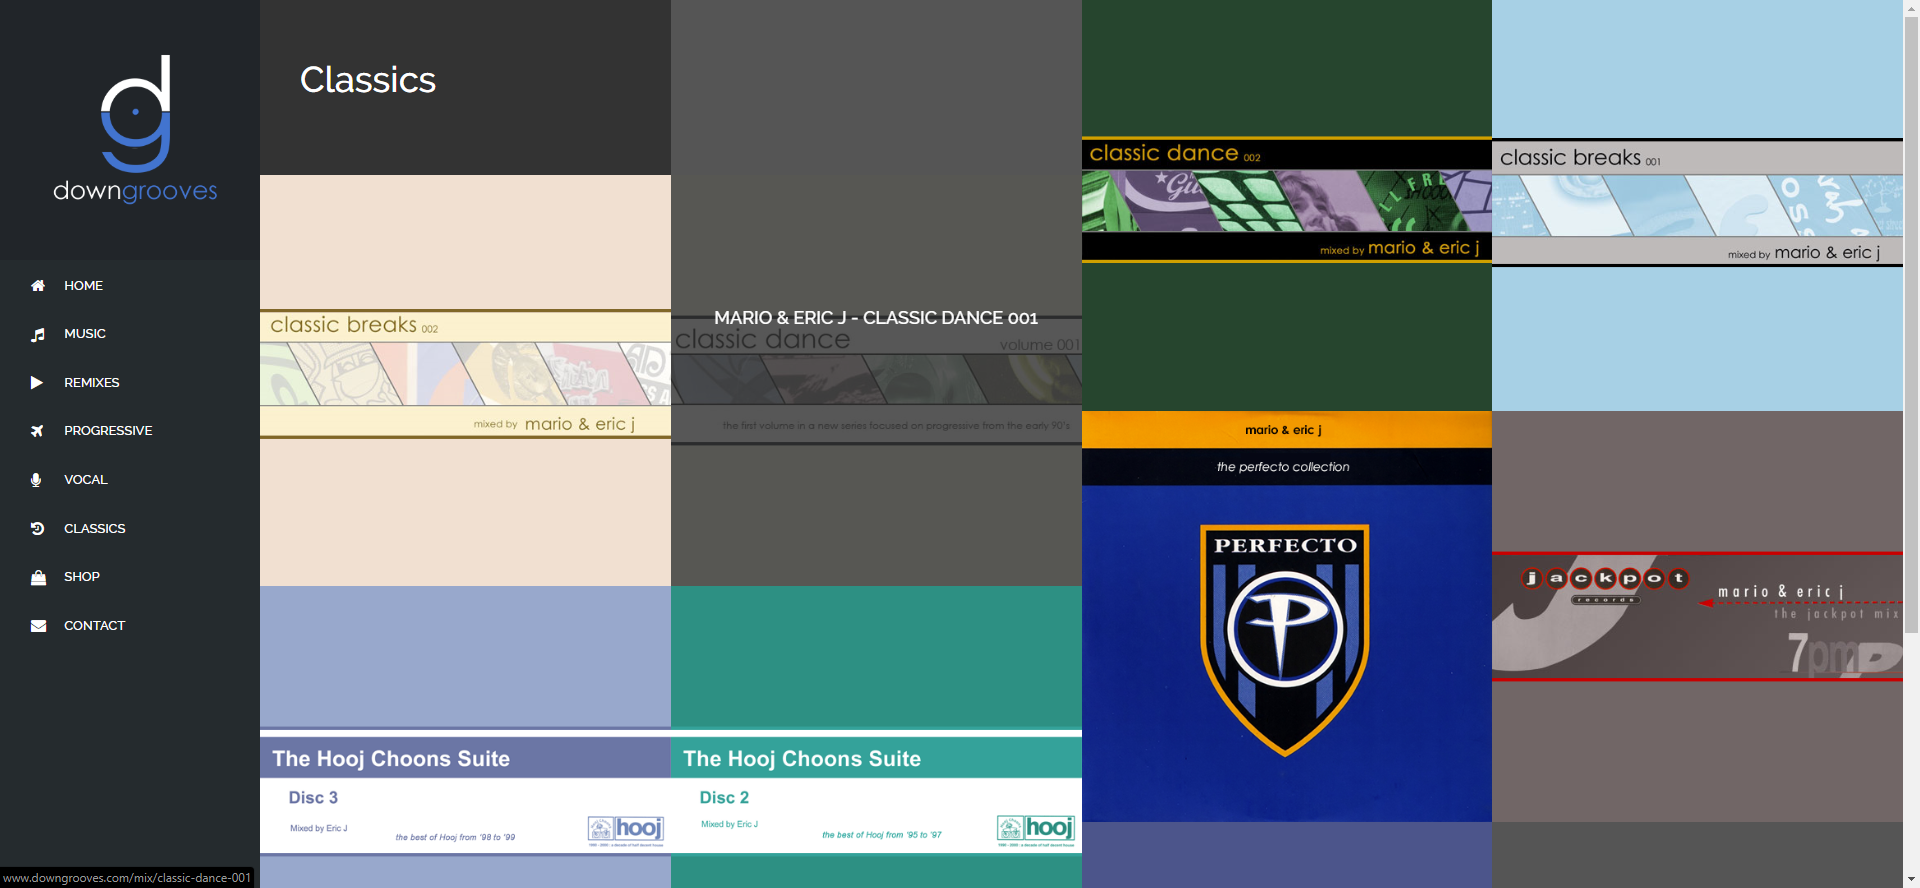 downgrooves
HOME
MUSIC
REMIXES
PROGRESSIVE
VOCAL
CLASSICS
SHOP
CONTACT
Classics
classic breaks 002
mixed by mario & eric j
MARIO & ERIC J - CLASSIC DANCE 001
classic dance volume 001
the first volume in a new series focused on progressive from the early 90's
classic dance 002
mixed by mario & eric j
classic breaks 001
mixed by mario & eric j
mario & eric j
the perfecto collection
PERFECTO
jackpot
records
mario & eric j
the jackpot mix
7pm
The Hooj Choons Suite
Disc 3
Mixed by Eric J
the best of Hooj from '98 to '99
hooj
The Hooj Choons Suite
Disc 2
Mixed by Eric J
the best of Hooj from '95 to '97
hooj
www.downgrooves.com/mix/classic-dance-001